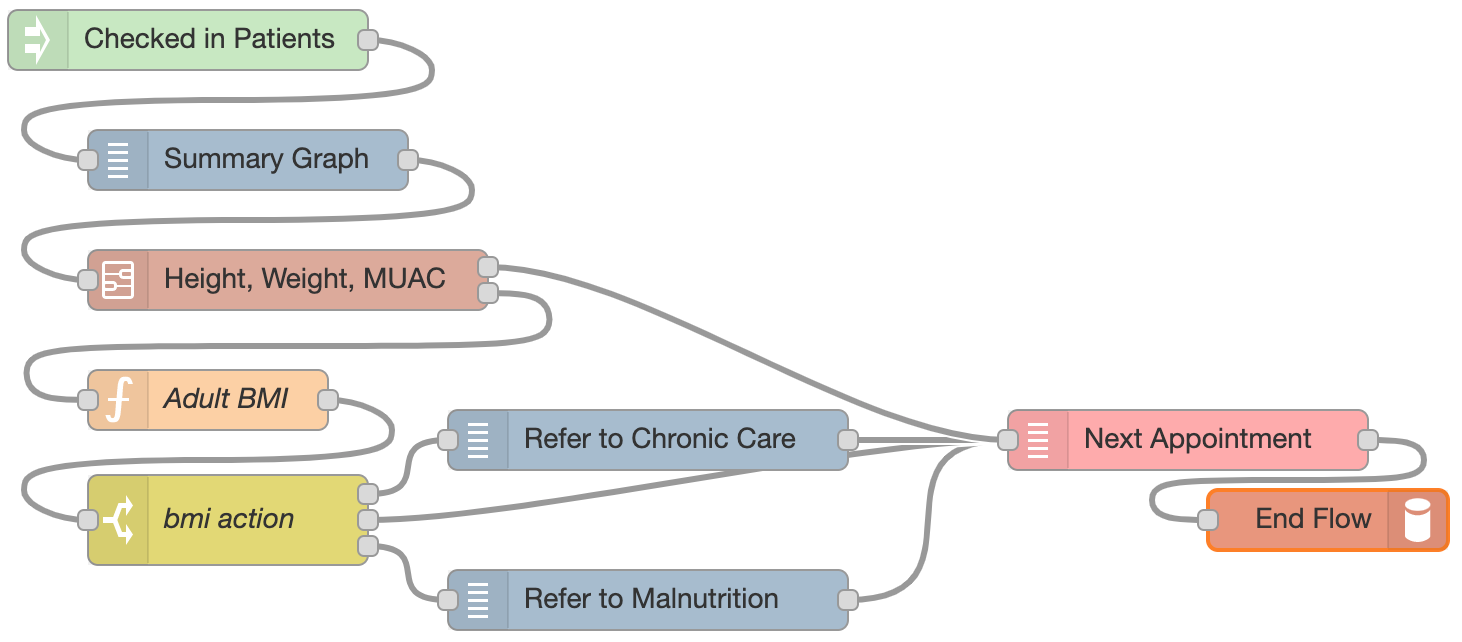 Checked in Patients
Summary Graph
Height, Weight, MUAC
Adult BMI
Refer to Chronic Care
Next Appointment
bmi action
End Flow
Refer to Malnutrition